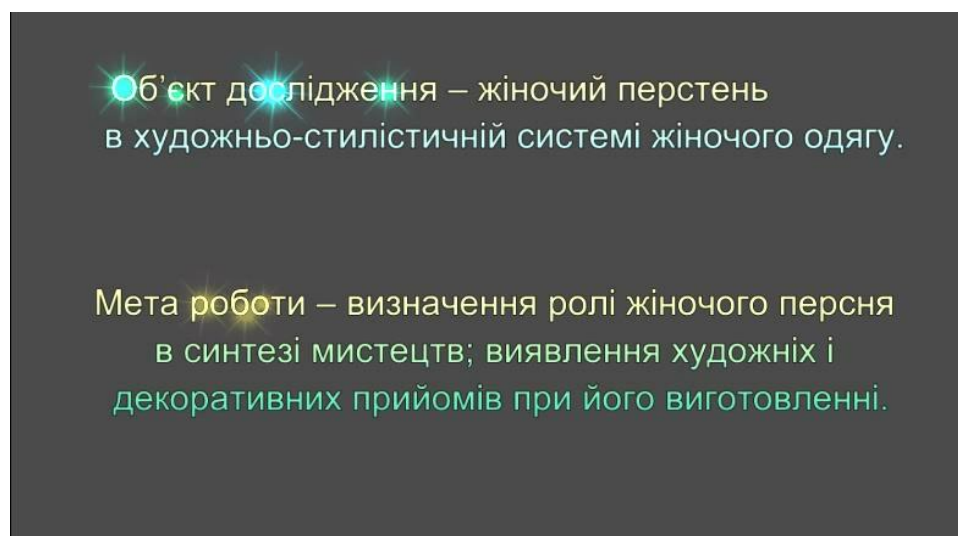 Об’єкт дослідження – жіночий перстень
в художньо-стилістичній системі жіночого одягу.
Мета роботи – визначення ролі жіночого персня
в синтезі мистецтв; виявлення художніх і
декоративних прийомів при його виготовленні.